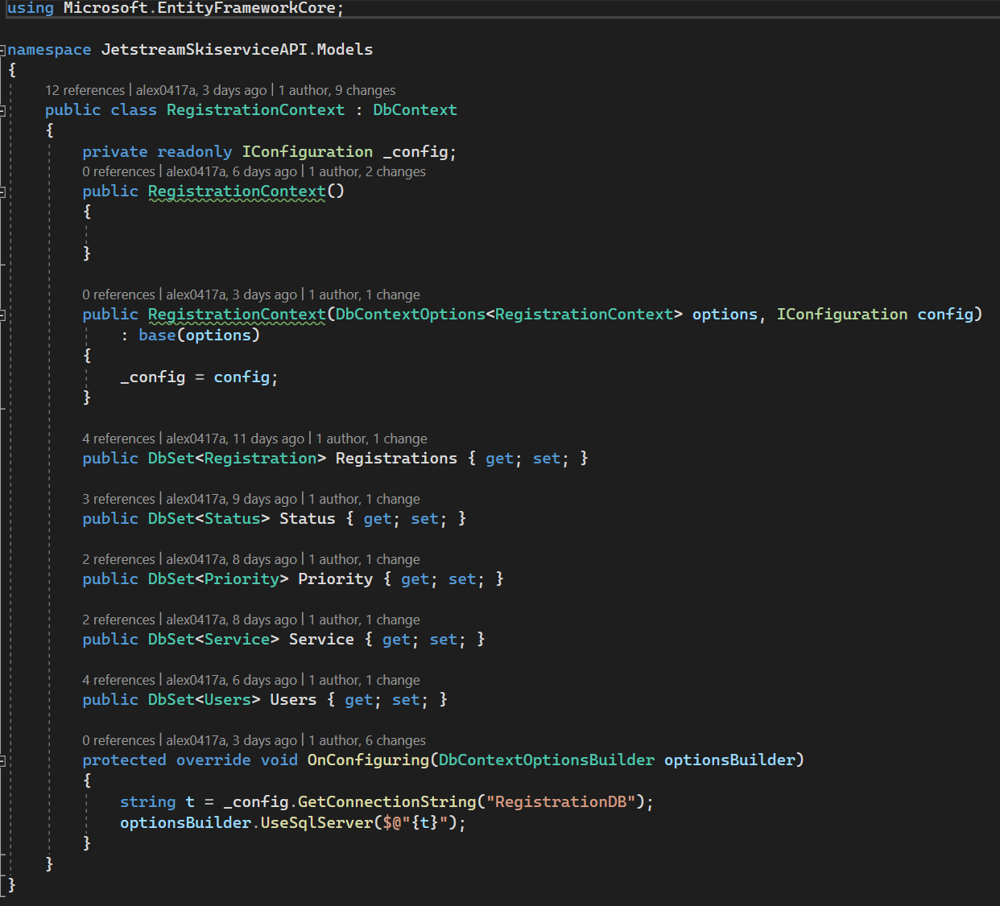 using Microsoft.EntityFrameworkCore;
namespace JetstreamSkiserviceAPI.Models
{
12 references | alex0417a, 3 days ago | 1 author, 9 changes
public class RegistrationContext : DbContext
{
private readonly IConfiguration _config;
0 references | alex0417a, 6 days ago | 1 author, 2 changes
public RegistrationContext()
{
}
0 references | alex0417a, 3 days ago | 1 author, 1 change
public RegistrationContext(DbContextOptions<RegistrationContext> options, IConfiguration config)
: base(options)
{
_config = config;
}
4 references | alex0417a, 11 days ago | 1 author, 1 change
public DbSet<Registration> Registrations { get; set; }
3 references | alex0417a, 9 days ago | 1 author, 1 change
public DbSet<Status> Status { get; set; }
2 references | alex0417a, 8 days ago | 1 author, 1 change
public DbSet<Priority> Priority { get; set; }
2 references | alex0417a, 8 days ago | 1 author, 1 change
public DbSet<Service> Service { get; set; }
4 references | alex0417a, 6 days ago | 1 author, 1 change
public DbSet<Users> Users { get; set; }
0 references | alex0417a, 3 days ago | 1 author, 6 changes
protected override void OnConfiguring(DbContextOptionsBuilder optionsBuilder)
{
string t = _config.GetConnectionString("RegistrationDB");
optionsBuilder.UseSqlServer($@"{t}");
}
}
}